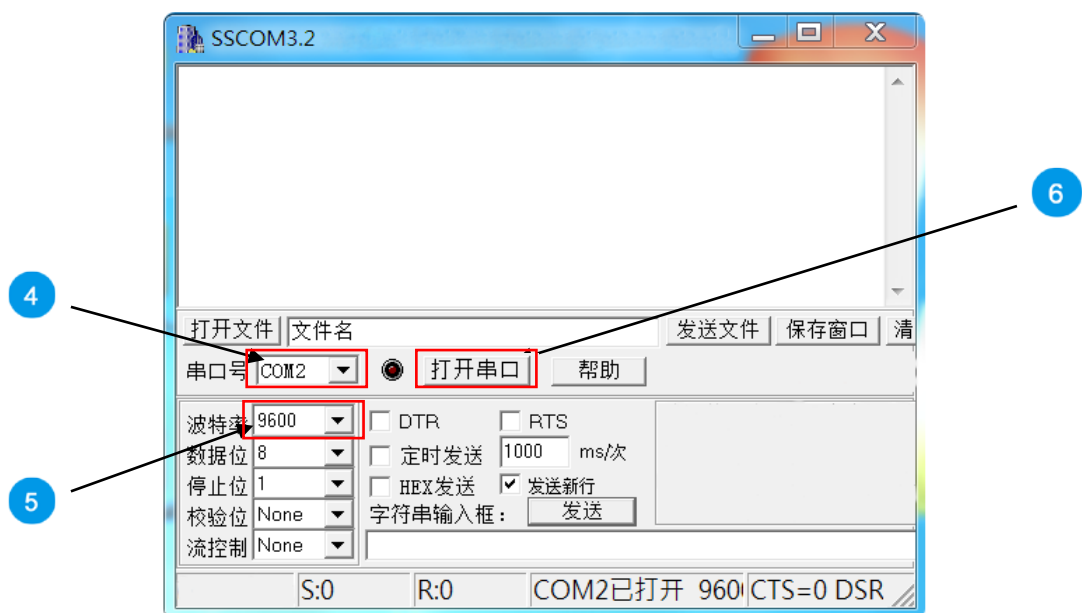 SSCOM3.2
6
4
打开文件 文件名 发送文件 保存窗口 清
串口号 COM2 打开串口 帮助
波特率 9600 DTR RTS
数据位 8 定时发送 1000 ms/次
5
停止位 1 HEX发送 发送新行
校验位 None 字符串输入框: 发送
流控制 None
S:0 R:0 COM2已打开 960 CTS=0 DSR